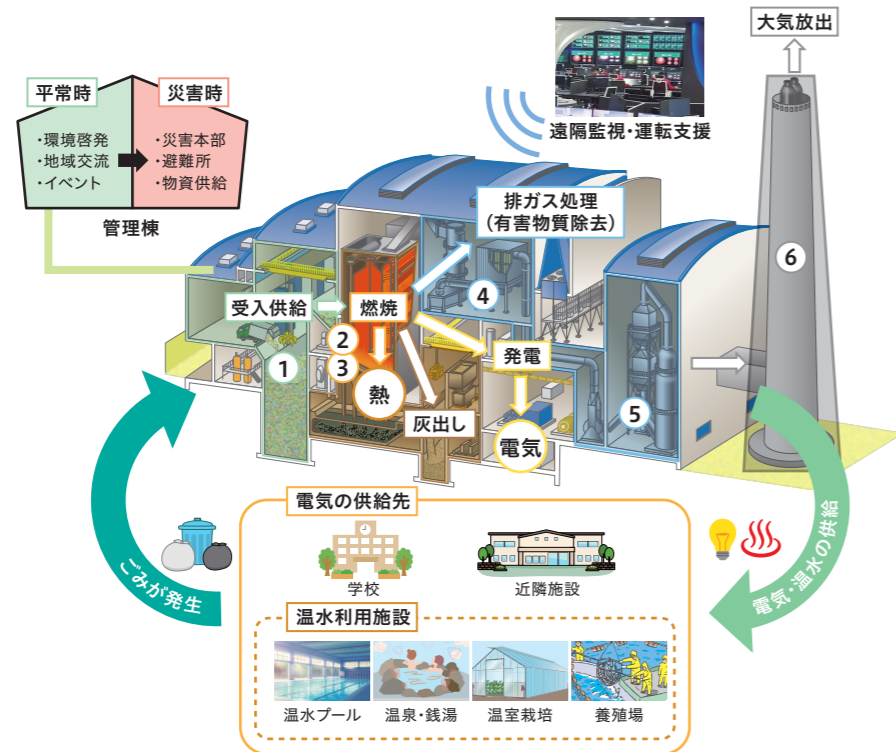 大気放出
平常時
災害時
・環境啓発
・地域交流
・イベント
・災害本部
・避難所
・物資供給
管理棟
遠隔監視・運転支援
排ガス処理
(有害物質除去)
6
4
受入供給
燃焼
1
2
3
発電
熱
灰出し
電気
5
ごみが発生
電気・温水の供給
電気の供給先
学校
近隣施設
温水利用施設
温水プール
温泉・銭湯
温室栽培
養殖場